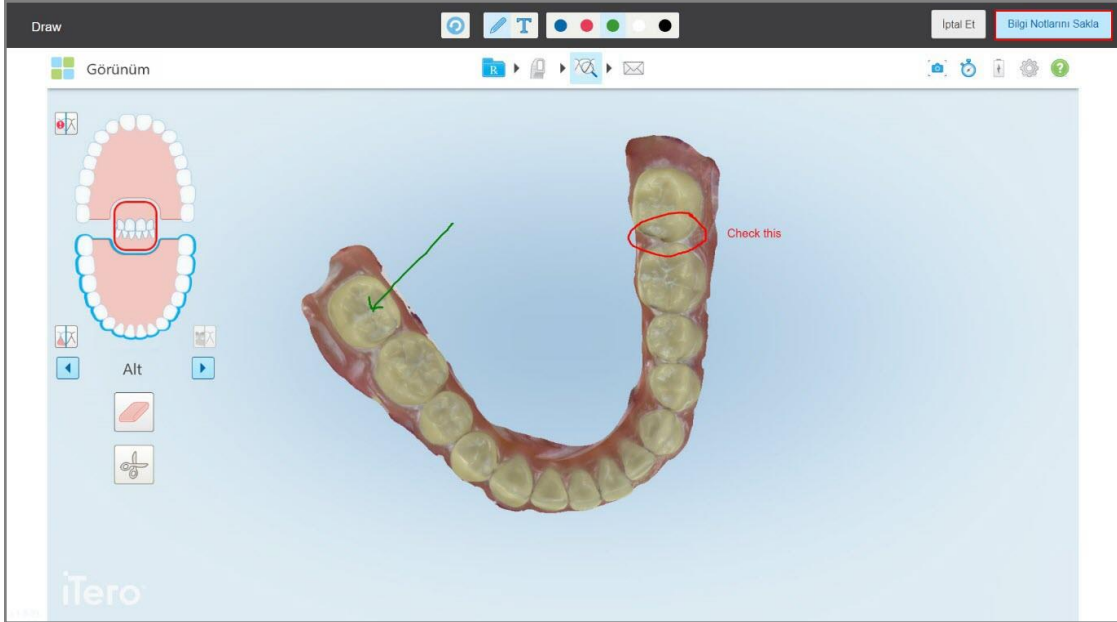 Draw
T
İptal Et
Bilgi Notlarını Sakla
Görünüm
R
?
Check this
Alt
iTero